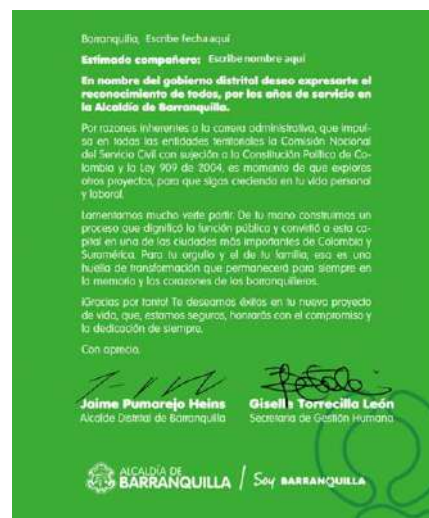 Barranquilla, Escribe fecha aquí
Estimado compañero: Escribe nombre aquí
En nombre del gobierno distrital deseo expresarte el
reconocimiento de todos, por los años de servicio en
la Alcaldía de Barranquilla.
Por razones inherentes a la carrera administrativa, que impul-
sa en todas las entidades territoriales la Comisión Nacional
del Servicio Civil con sujeción a la Constitución Política de Co-
lombia y la Ley 909 de 2004, es momento de que explores
otros proyectos, para que sigas creciendo en tu vida personal
y laboral.
Lamentamos mucho verte partir. De tu mano construimos un
proceso que dignificó la función pública y convirtió a esta ca-
pital en una de las ciudades más importantes de Colombia y
Suramérica. Para tu orgullo y el de tu familia, esa es una
huella de transformación que permanecerá para siempre en
la memoria y los corazones de los barranquilleros.
¡Gracias por tanto! Te deseamos éxitos en tu nuevo proyecto
de vida, que, estamos seguros, honrarás con el compromiso y
la dedicación de siempre.
Con aprecio,
Jaime Pumarejo Heins
Alcalde Distrital de Barranquilla
Giselle Torrecilla León
Secretaria de Gestión Humana
ALCALDÍA DE
BARRANQUILLA
Soy BARRANQUILLA